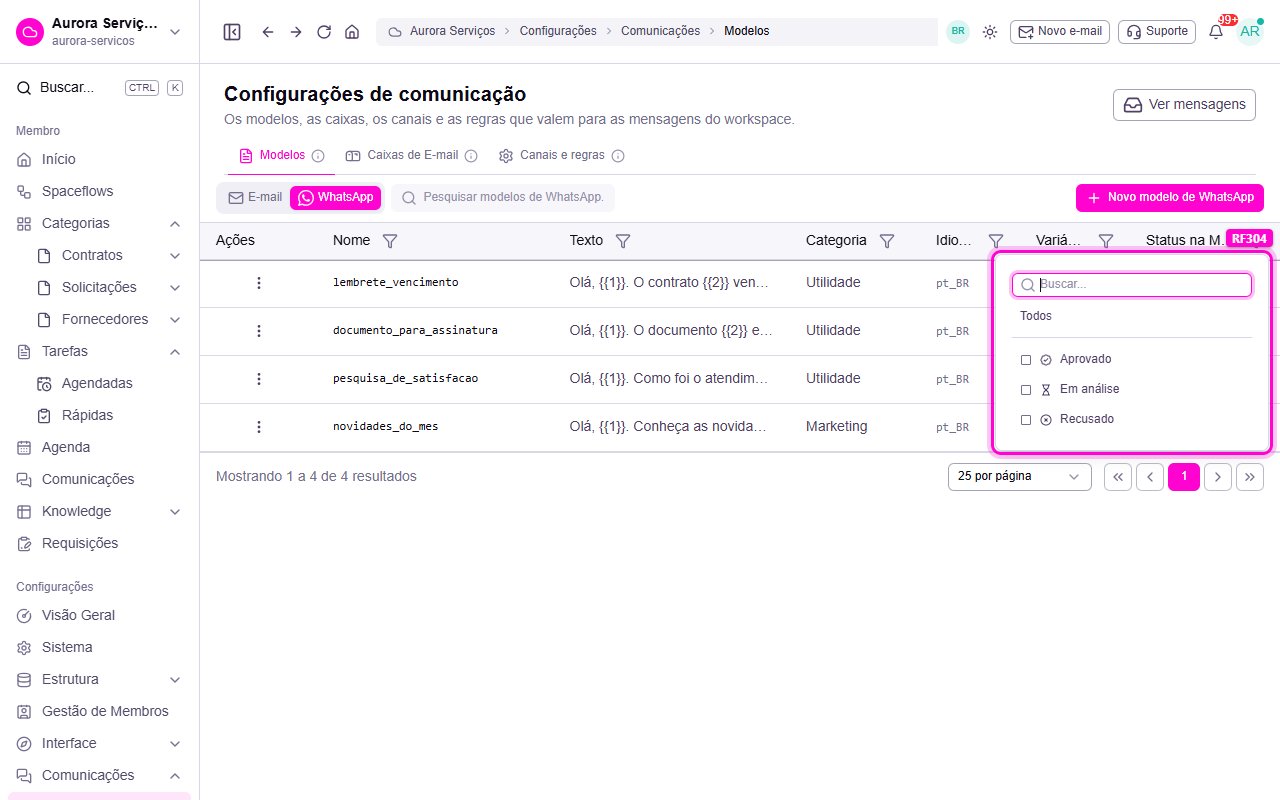 Aurora Serviç...
aurora-servicos
Aurora Serviços > Configurações > Comunicações > Modelos
BR
Novo e-mail
Suporte
99+
AR
Buscar...
CTRL K
Membro
Início
Spaceflows
Categorias
Contratos
Solicitações
Fornecedores
Tarefas
Agendadas
Rápidas
Agenda
Comunicações
Knowledge
Requisições
Configurações
Visão Geral
Sistema
Estrutura
Gestão de Membros
Interface
Comunicações
Configurações de comunicação
Os modelos, as caixas, os canais e as regras que valem para as mensagens do workspace.
Ver mensagens
Modelos
Caixas de E-mail
Canais e regras
E-mail
WhatsApp
Pesquisar modelos de WhatsApp.
Novo modelo de WhatsApp
Ações Nome Texto Categoria Idio... Variá... Status na M...
RF304
lembrete_vencimento Olá, {{1}}. O contrato {{2}} ven... Utilidade pt_BR
documento_para_assinatura Olá, {{1}}. O documento {{2}} e... Utilidade pt_BR
pesquisa_de_satisfacao Olá, {{1}}. Como foi o atendim... Utilidade pt_BR
novidades_do_mes Olá, {{1}}. Conheça as novida... Marketing pt_BR
Buscar...
Todos
Aprovado
Em análise
Recusado
Mostrando 1 a 4 de 4 resultados
25 por página
1